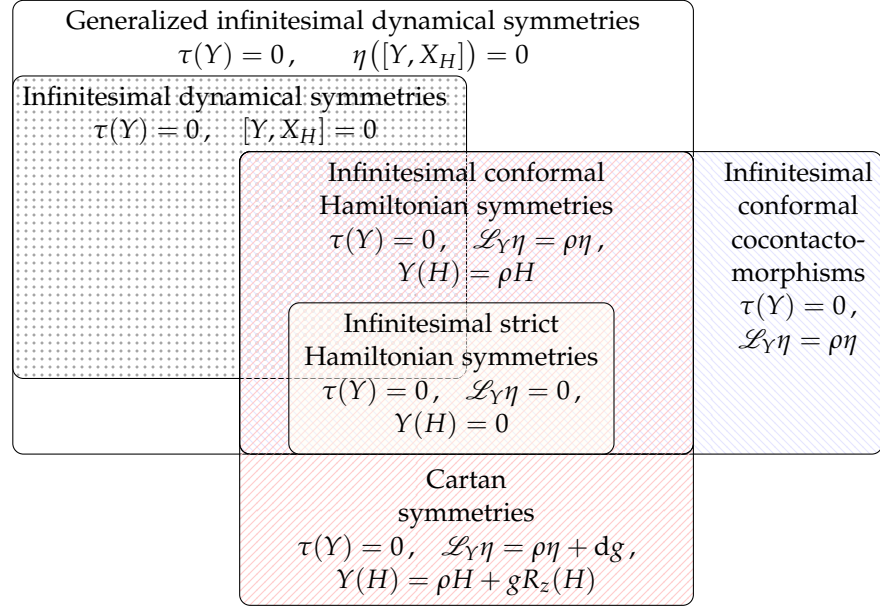 Generalized infinitesimal dynamical symmetries
τ(Y) = 0 ,   η([Y, X_H]) = 0
Infinitesimal dynamical symmetries
τ(Y) = 0 ,   [Y, X_H] = 0
Infinitesimal conformal
Hamiltonian symmetries
τ(Y) = 0 ,   ℒ_Y η = ρη ,
Y(H) = ρH
Infinitesimal strict
Hamiltonian symmetries
τ(Y) = 0 ,   ℒ_Y η = 0 ,
Y(H) = 0
Infinitesimal
conformal
cocontacto-
morphisms
τ(Y) = 0 ,
ℒ_Y η = ρη
Cartan
symmetries
τ(Y) = 0 ,   ℒ_Y η = ρη + dg ,
Y(H) = ρH + gR_z(H)